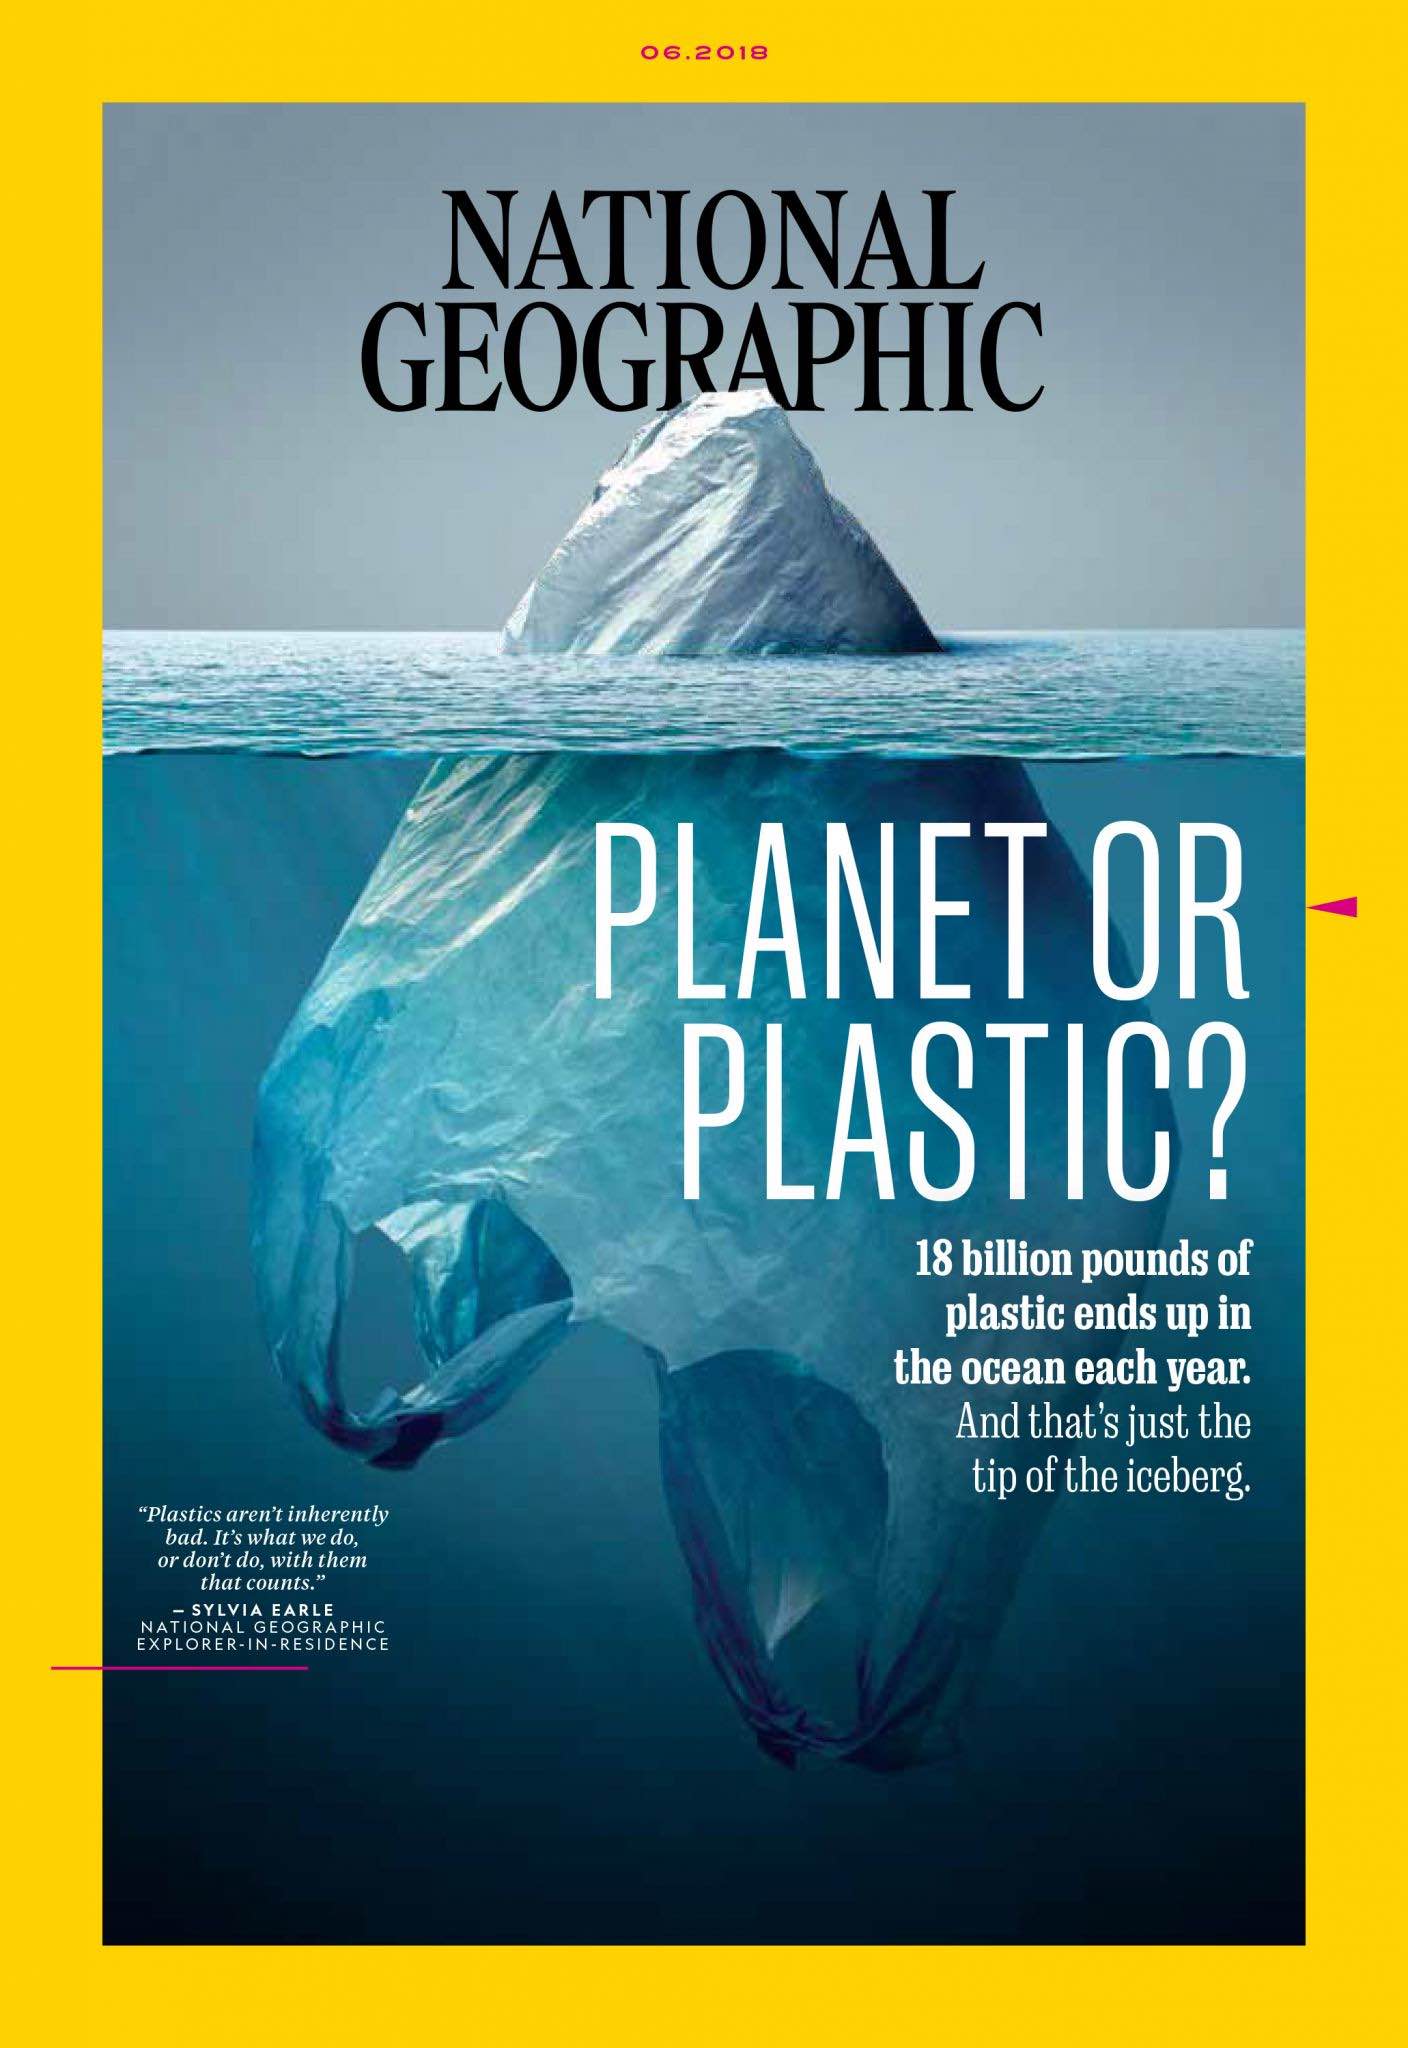 06.2018
NATIONAL
GEOGRAPHIC
PLANET OR
PLASTIC?
18 billion pounds of
plastic ends up in
the ocean each year.
And that’s just the
tip of the iceberg.
“Plastics aren’t inherently
bad. It’s what we do,
or don’t do, with them
that counts.”
– SYLVIA EARLE
NATIONAL GEOGRAPHIC
EXPLORER-IN-RESIDENCE